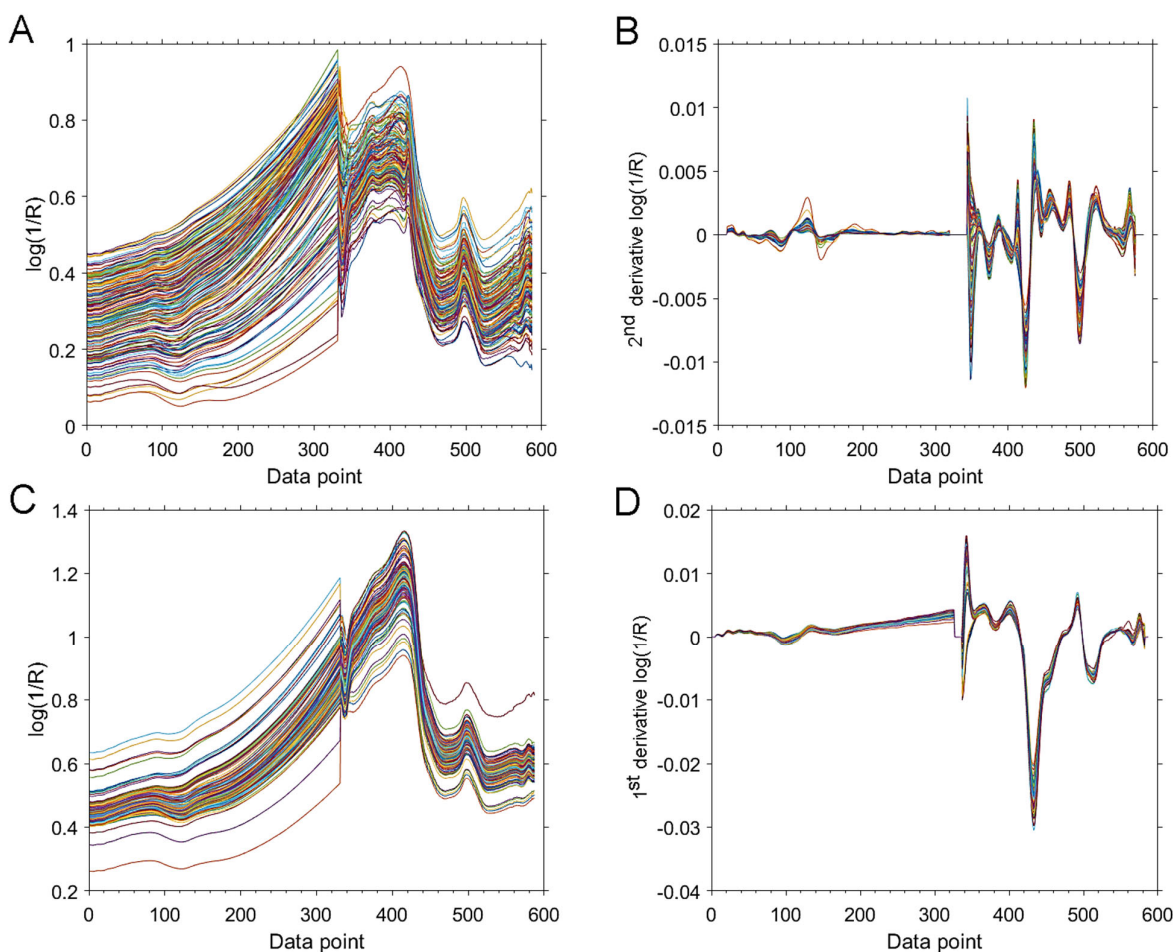 A
1
0.8
0.6
0.4
0.2
0
log(1/R)
0 100 200 300 400 500 600
Data point
B
0.015
0.01
0.005
0
-0.005
-0.01
-0.015
2nd derivative log(1/R)
0 100 200 300 400 500 600
Data point
C
1.4
1.2
1.0
0.8
0.6
0.4
0.2
log(1/R)
0 100 200 300 400 500 600
Data point
D
0.02
0.01
0
-0.01
-0.02
-0.03
-0.04
1st derivative log(1/R)
0 100 200 300 400 500 600
Data point